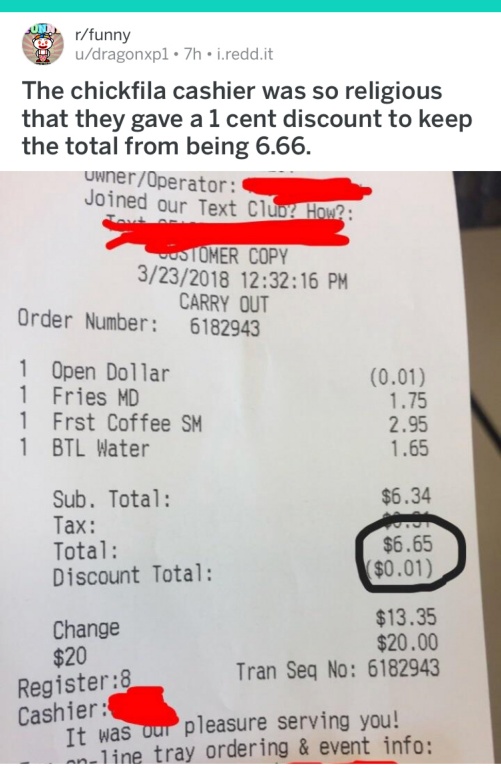 r/funny
u/dragonxp1 • 7h • i.redd.it
The chickfila cashier was so religious
that they gave a 1 cent discount to keep
the total from being 6.66.
Owner/Operator:
Joined our Text Club? How?:
CUSTOMER COPY
3/23/2018 12:32:16 PM
CARRY OUT
Order Number: 6182943
1 Open Dollar (0.01)
1 Fries MD 1.75
1 Frst Coffee SM 2.95
1 BTL Water 1.65
Sub. Total: $6.34
Tax: $0.31
Total: $6.65
Discount Total: ($0.01)
Change $13.35
$20 $20.00
Register:8 Tran Seq No: 6182943
Cashier:
It was our pleasure serving you!
on-line tray ordering & event info: